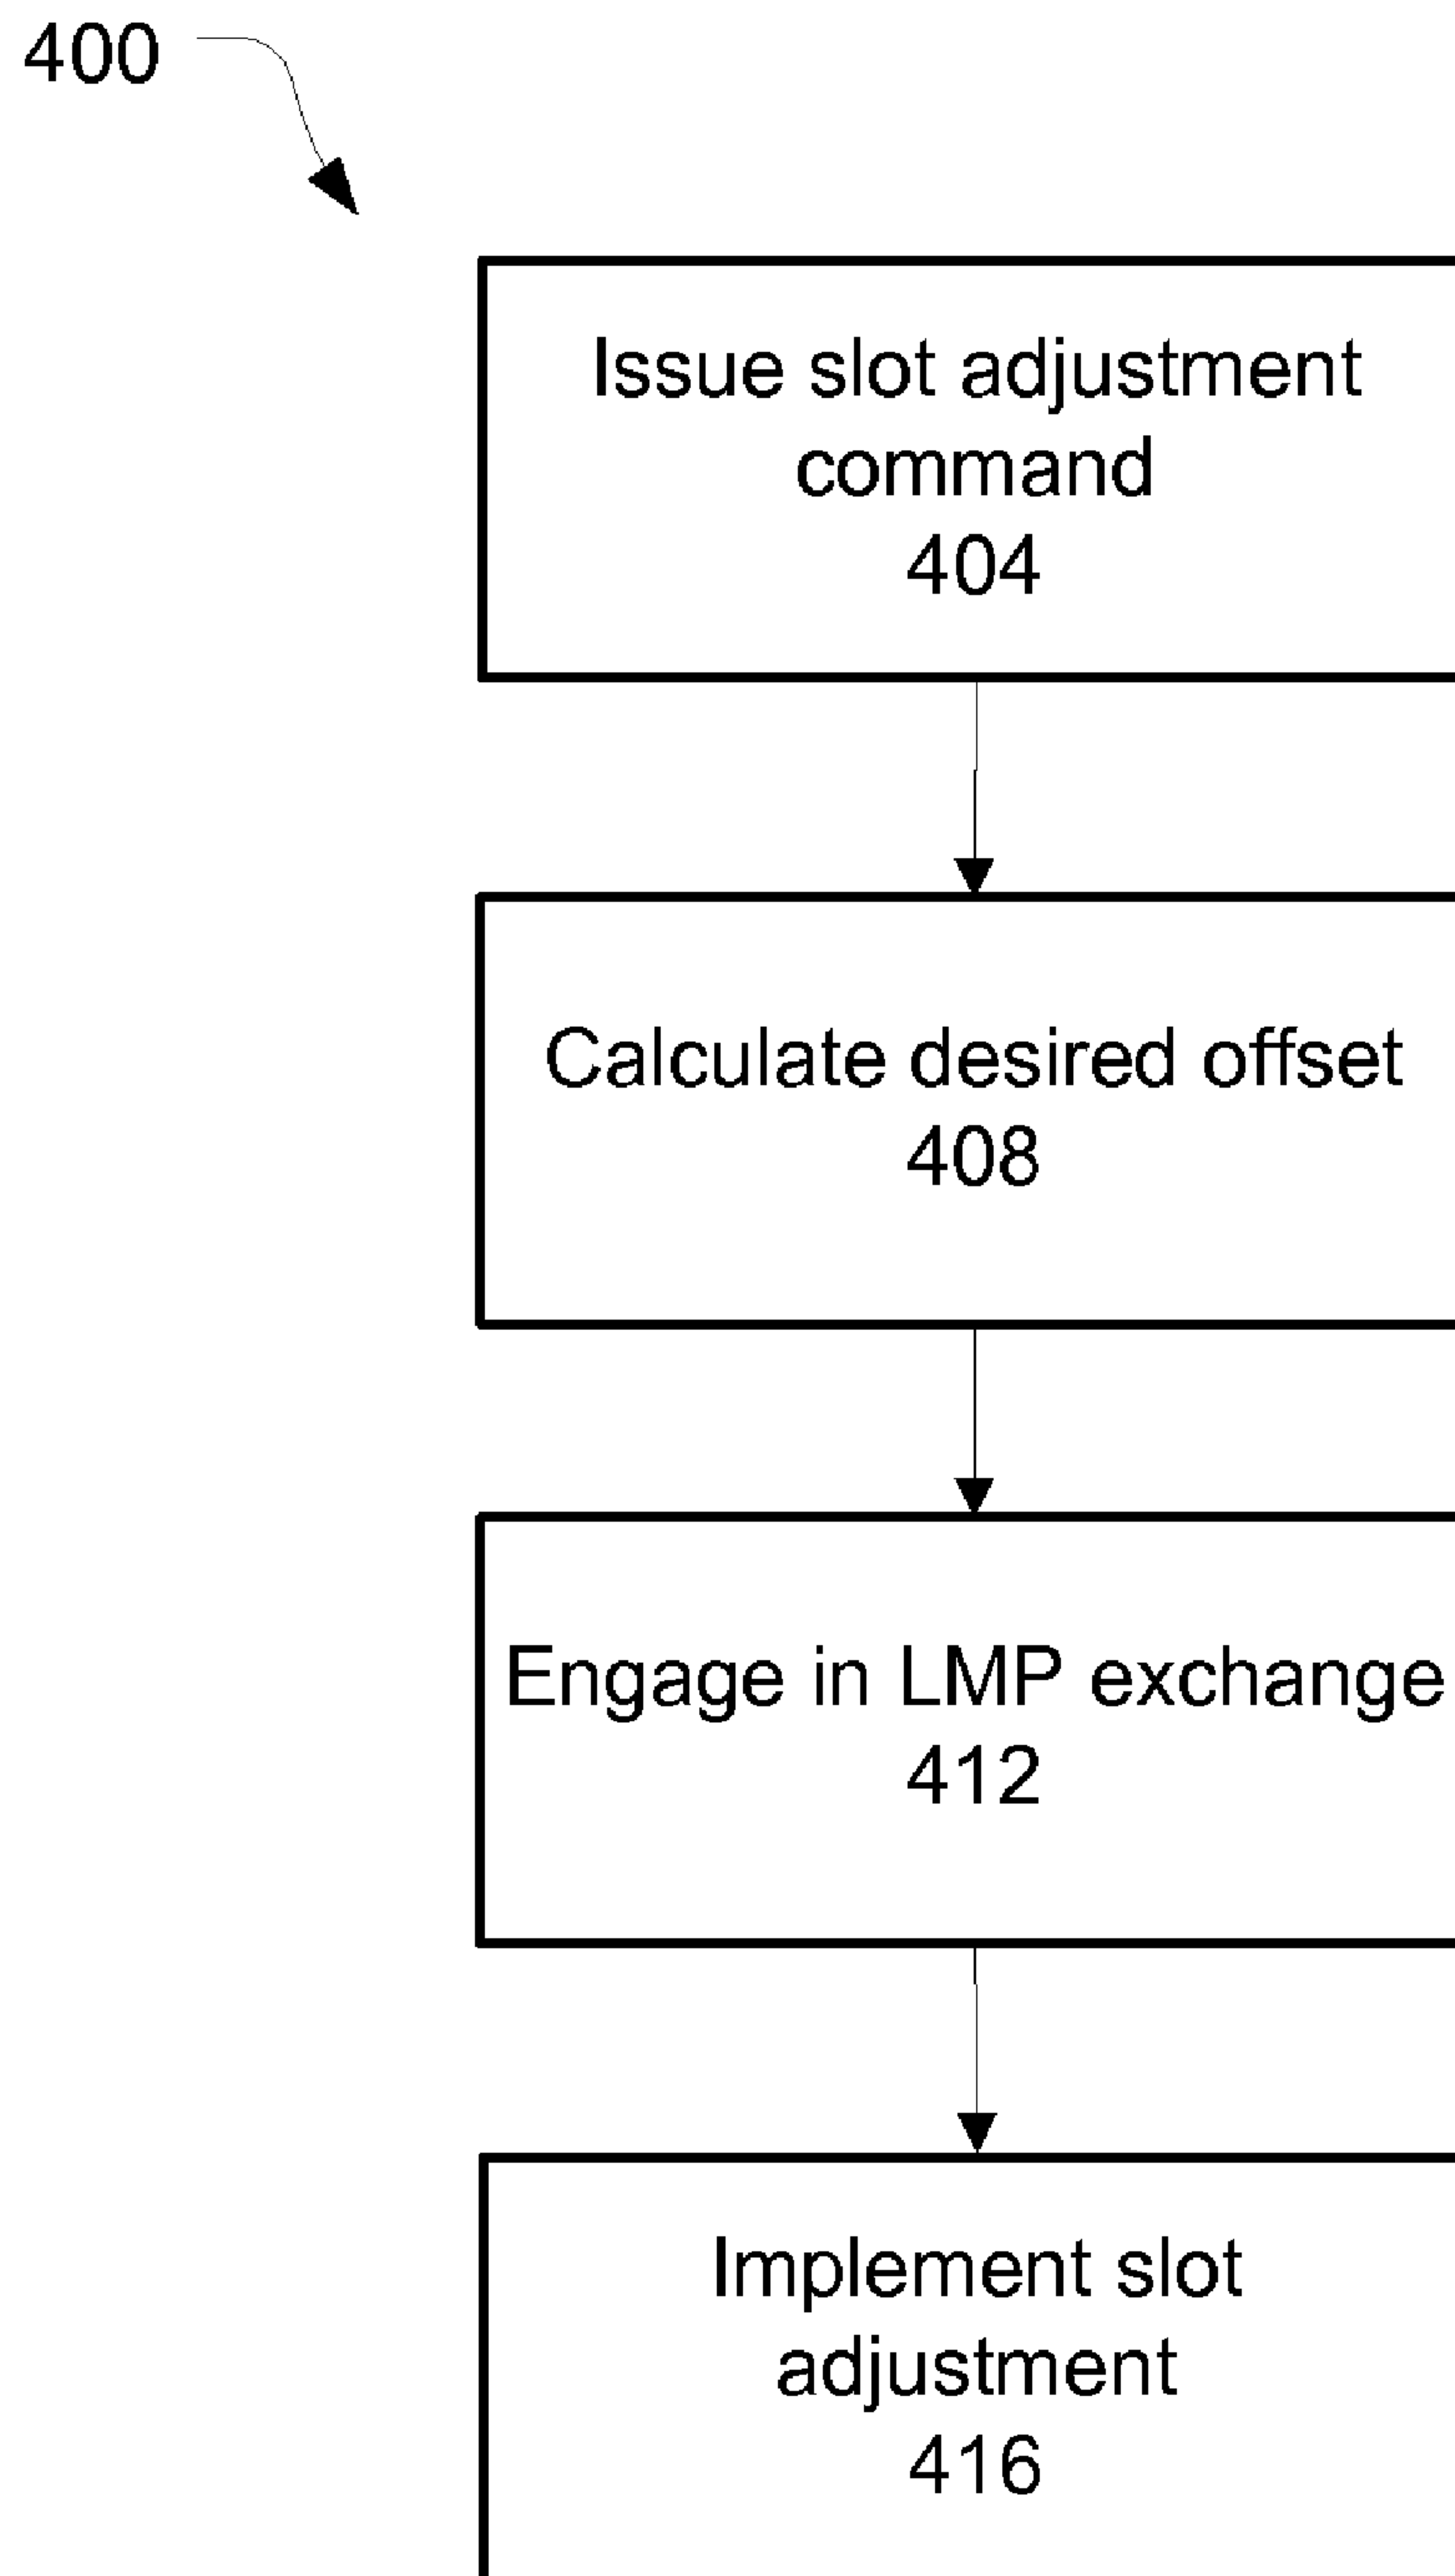 400
Issue slot adjustment
command
404
Calculate desired offset
408
Engage in LMP exchange
412
Implement slot
adjustment
416